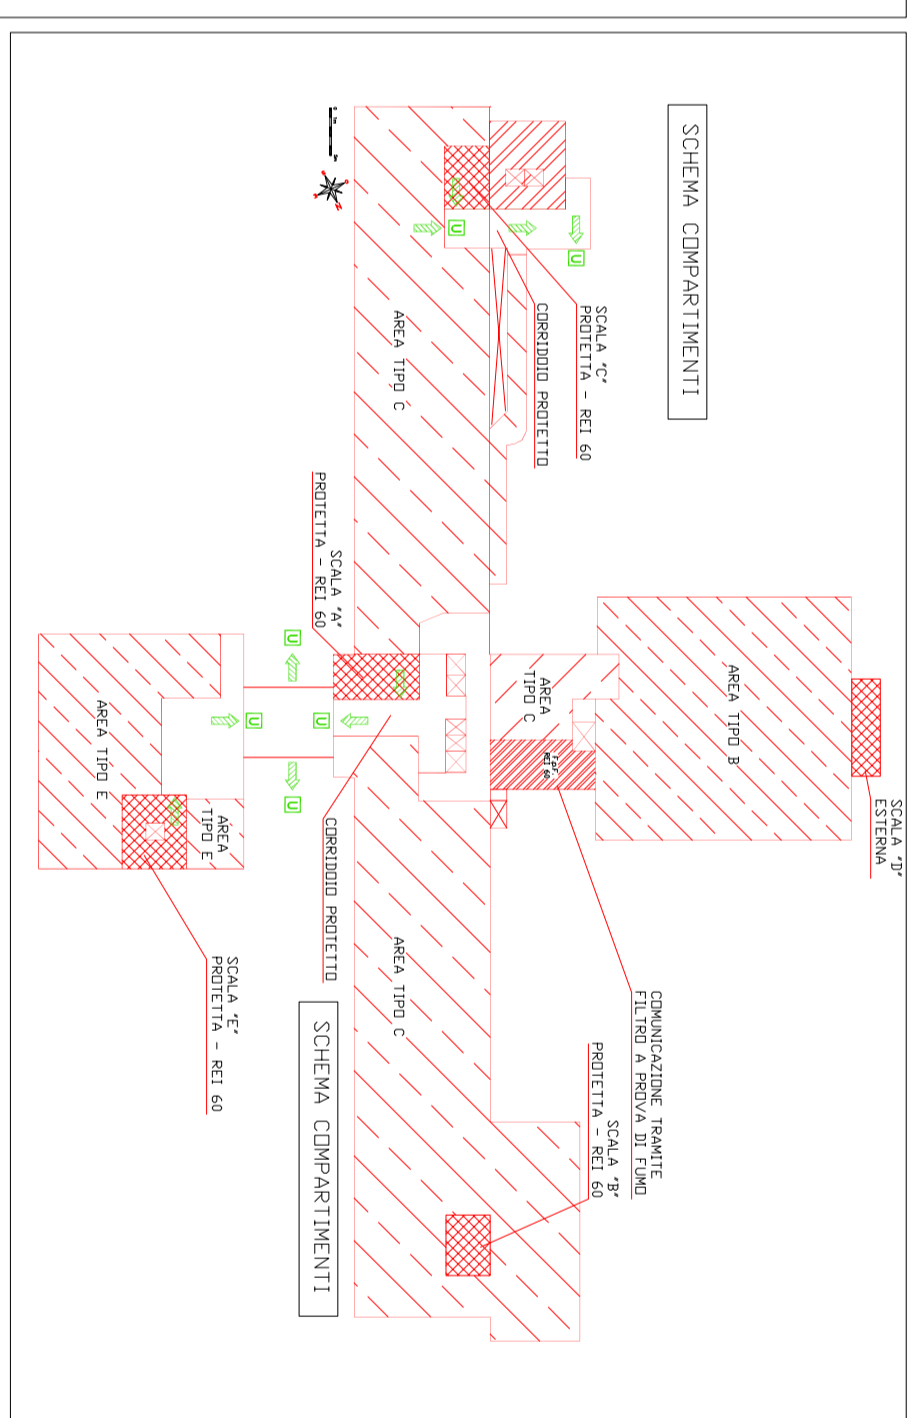 SCHEMA COMPARTIMENTI
SCALA "D"
ESTERNA
AREA TIPO B
SCALA "C"
PROTETTA - REI 60
CORRIDOIO PROTETTO
U
U
AREA TIPO C
AREA
TIPO C
F.p.F.
REI 60
COMUNICAZIONE TRAMITE
FILTRO A PROVA DI FUMO
SCALA "B"
PROTETTA - REI 60
SCALA "A"
PROTETTA - REI 60
AREA TIPO C
CORRIDOIO PROTETTO
SCHEMA COMPARTIMENTI
U
U
U
U
AREA TIPO E
AREA
TIPO E
SCALA "E"
PROTETTA - REI 60